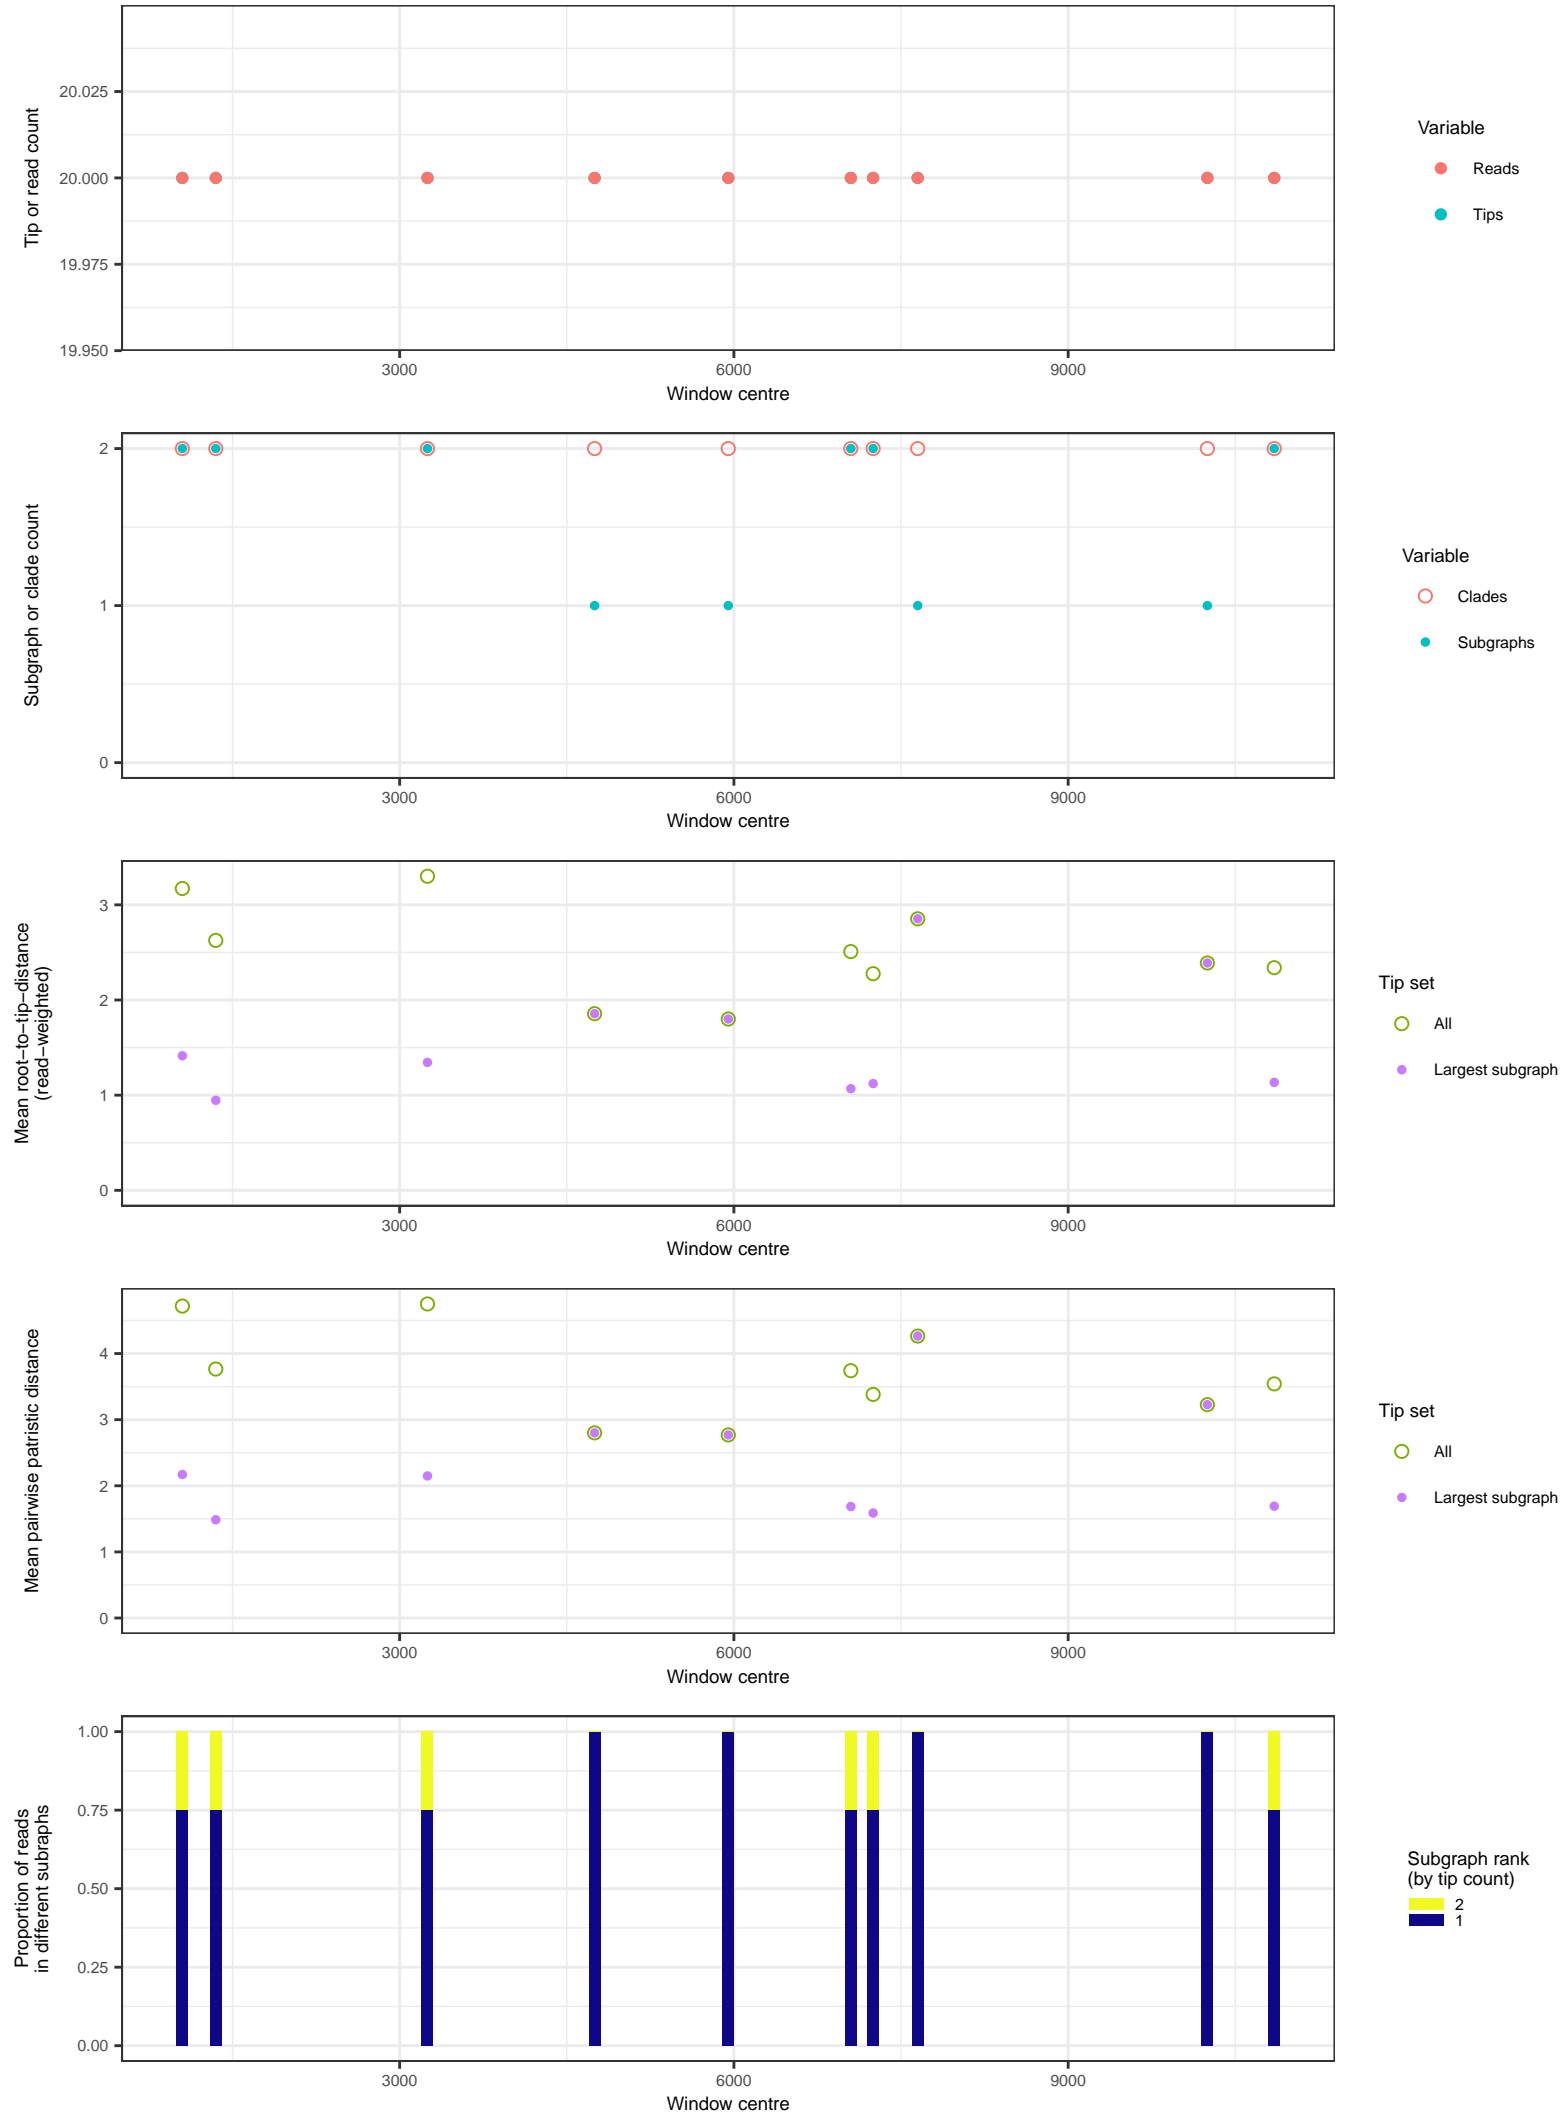 Tip or read count
20.025
20.000
19.975
19.950
3000
6000
9000
Window centre
Variable
Reads
Tips
Subgraph or clade count
2
1
0
3000
6000
9000
Window centre
Variable
Clades
Subgraphs
Mean root−to−tip−distance
(read−weighted)
3
2
1
0
3000
6000
9000
Window centre
Tip set
All
Largest subgraph
Mean pairwise patristic distance
4
3
2
1
0
3000
6000
9000
Window centre
Tip set
All
Largest subgraph
Proportion of reads
in different subraphs
1.00
0.75
0.50
0.25
0.00
3000
6000
9000
Window centre
Subgraph rank
(by tip count)
2
1